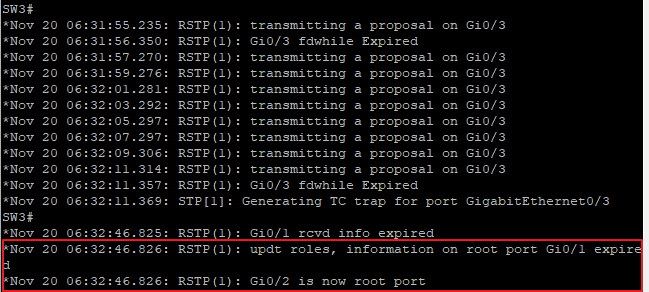 SW3#
*Nov 20 06:31:55.235: RSTP(1): transmitting a proposal on Gi0/3
*Nov 20 06:31:56.350: RSTP(1): Gi0/3 fdwhile Expired
*Nov 20 06:31:57.270: RSTP(1): transmitting a proposal on Gi0/3
*Nov 20 06:31:59.276: RSTP(1): transmitting a proposal on Gi0/3
*Nov 20 06:32:01.281: RSTP(1): transmitting a proposal on Gi0/3
*Nov 20 06:32:03.292: RSTP(1): transmitting a proposal on Gi0/3
*Nov 20 06:32:05.297: RSTP(1): transmitting a proposal on Gi0/3
*Nov 20 06:32:07.297: RSTP(1): transmitting a proposal on Gi0/3
*Nov 20 06:32:09.306: RSTP(1): transmitting a proposal on Gi0/3
*Nov 20 06:32:11.314: RSTP(1): transmitting a proposal on Gi0/3
*Nov 20 06:32:11.357: RSTP(1): Gi0/3 fdwhile Expired
*Nov 20 06:32:11.369: STP[1]: Generating TC trap for port GigabitEthernet0/3
SW3#
*Nov 20 06:32:46.825: RSTP(1): Gi0/1 rcvd info expired
*Nov 20 06:32:46.826: RSTP(1): updt roles, information on root port Gi0/1 expire
d
*Nov 20 06:32:46.826: RSTP(1): Gi0/2 is now root port